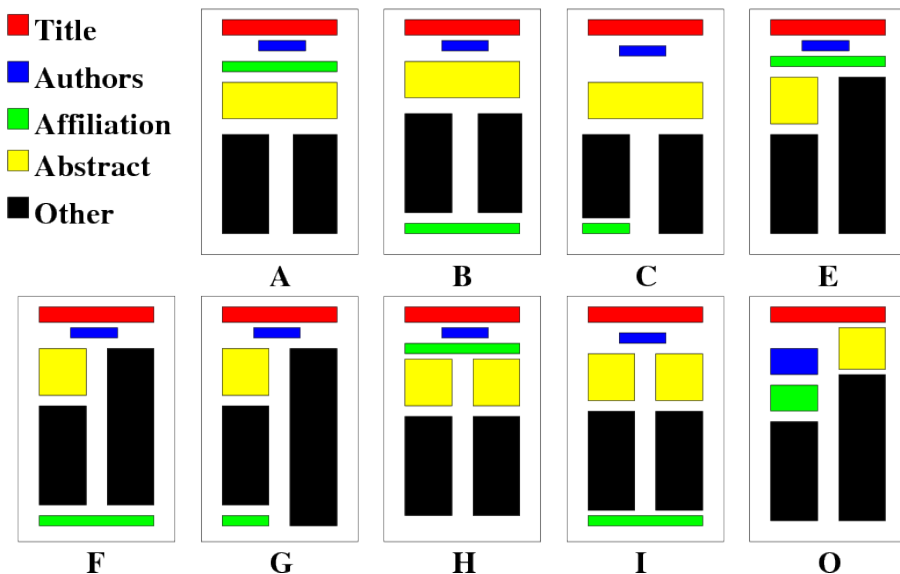 Title
Authors
Affiliation
Abstract
Other
A
B
C
E
F
G
H
I
O